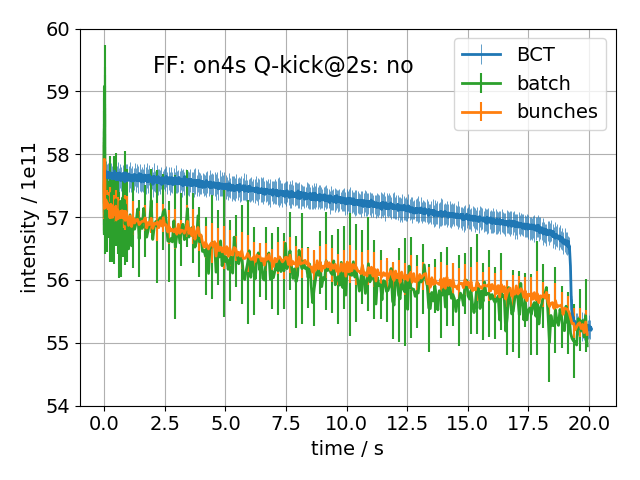 FF: on4s Q-kick@2s: no
BCT
batch
bunches
60
59
58
57
56
55
54
intensity / 1e11
0.0 2.5 5.0 7.5 10.0 12.5 15.0 17.5 20.0
time / s